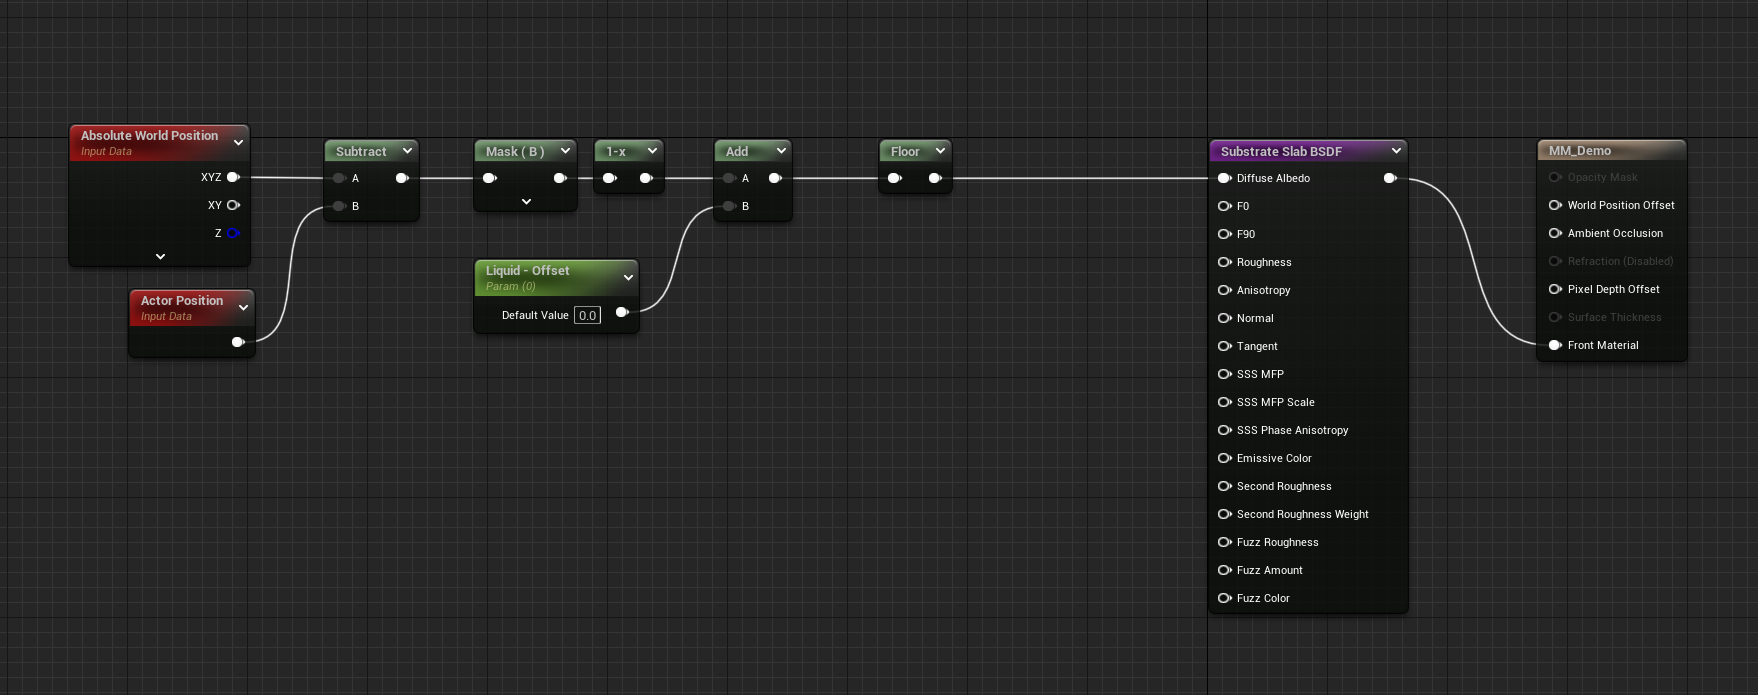 Absolute World Position
Input Data
XYZ
XY
Z
Actor Position
Input Data
Subtract
A
B
Mask ( B )
1-x
Liquid - Offset
Param (0)
Default Value 0.0
Add
A
B
Floor
Substrate Slab BSDF
Diffuse Albedo
F0
F90
Roughness
Anisotropy
Normal
Tangent
SSS MFP
SSS MFP Scale
SSS Phase Anisotropy
Emissive Color
Second Roughness
Second Roughness Weight
Fuzz Roughness
Fuzz Amount
Fuzz Color
MM_Demo
Opacity Mask
World Position Offset
Ambient Occlusion
Refraction (Disabled)
Pixel Depth Offset
Surface Thickness
Front Material